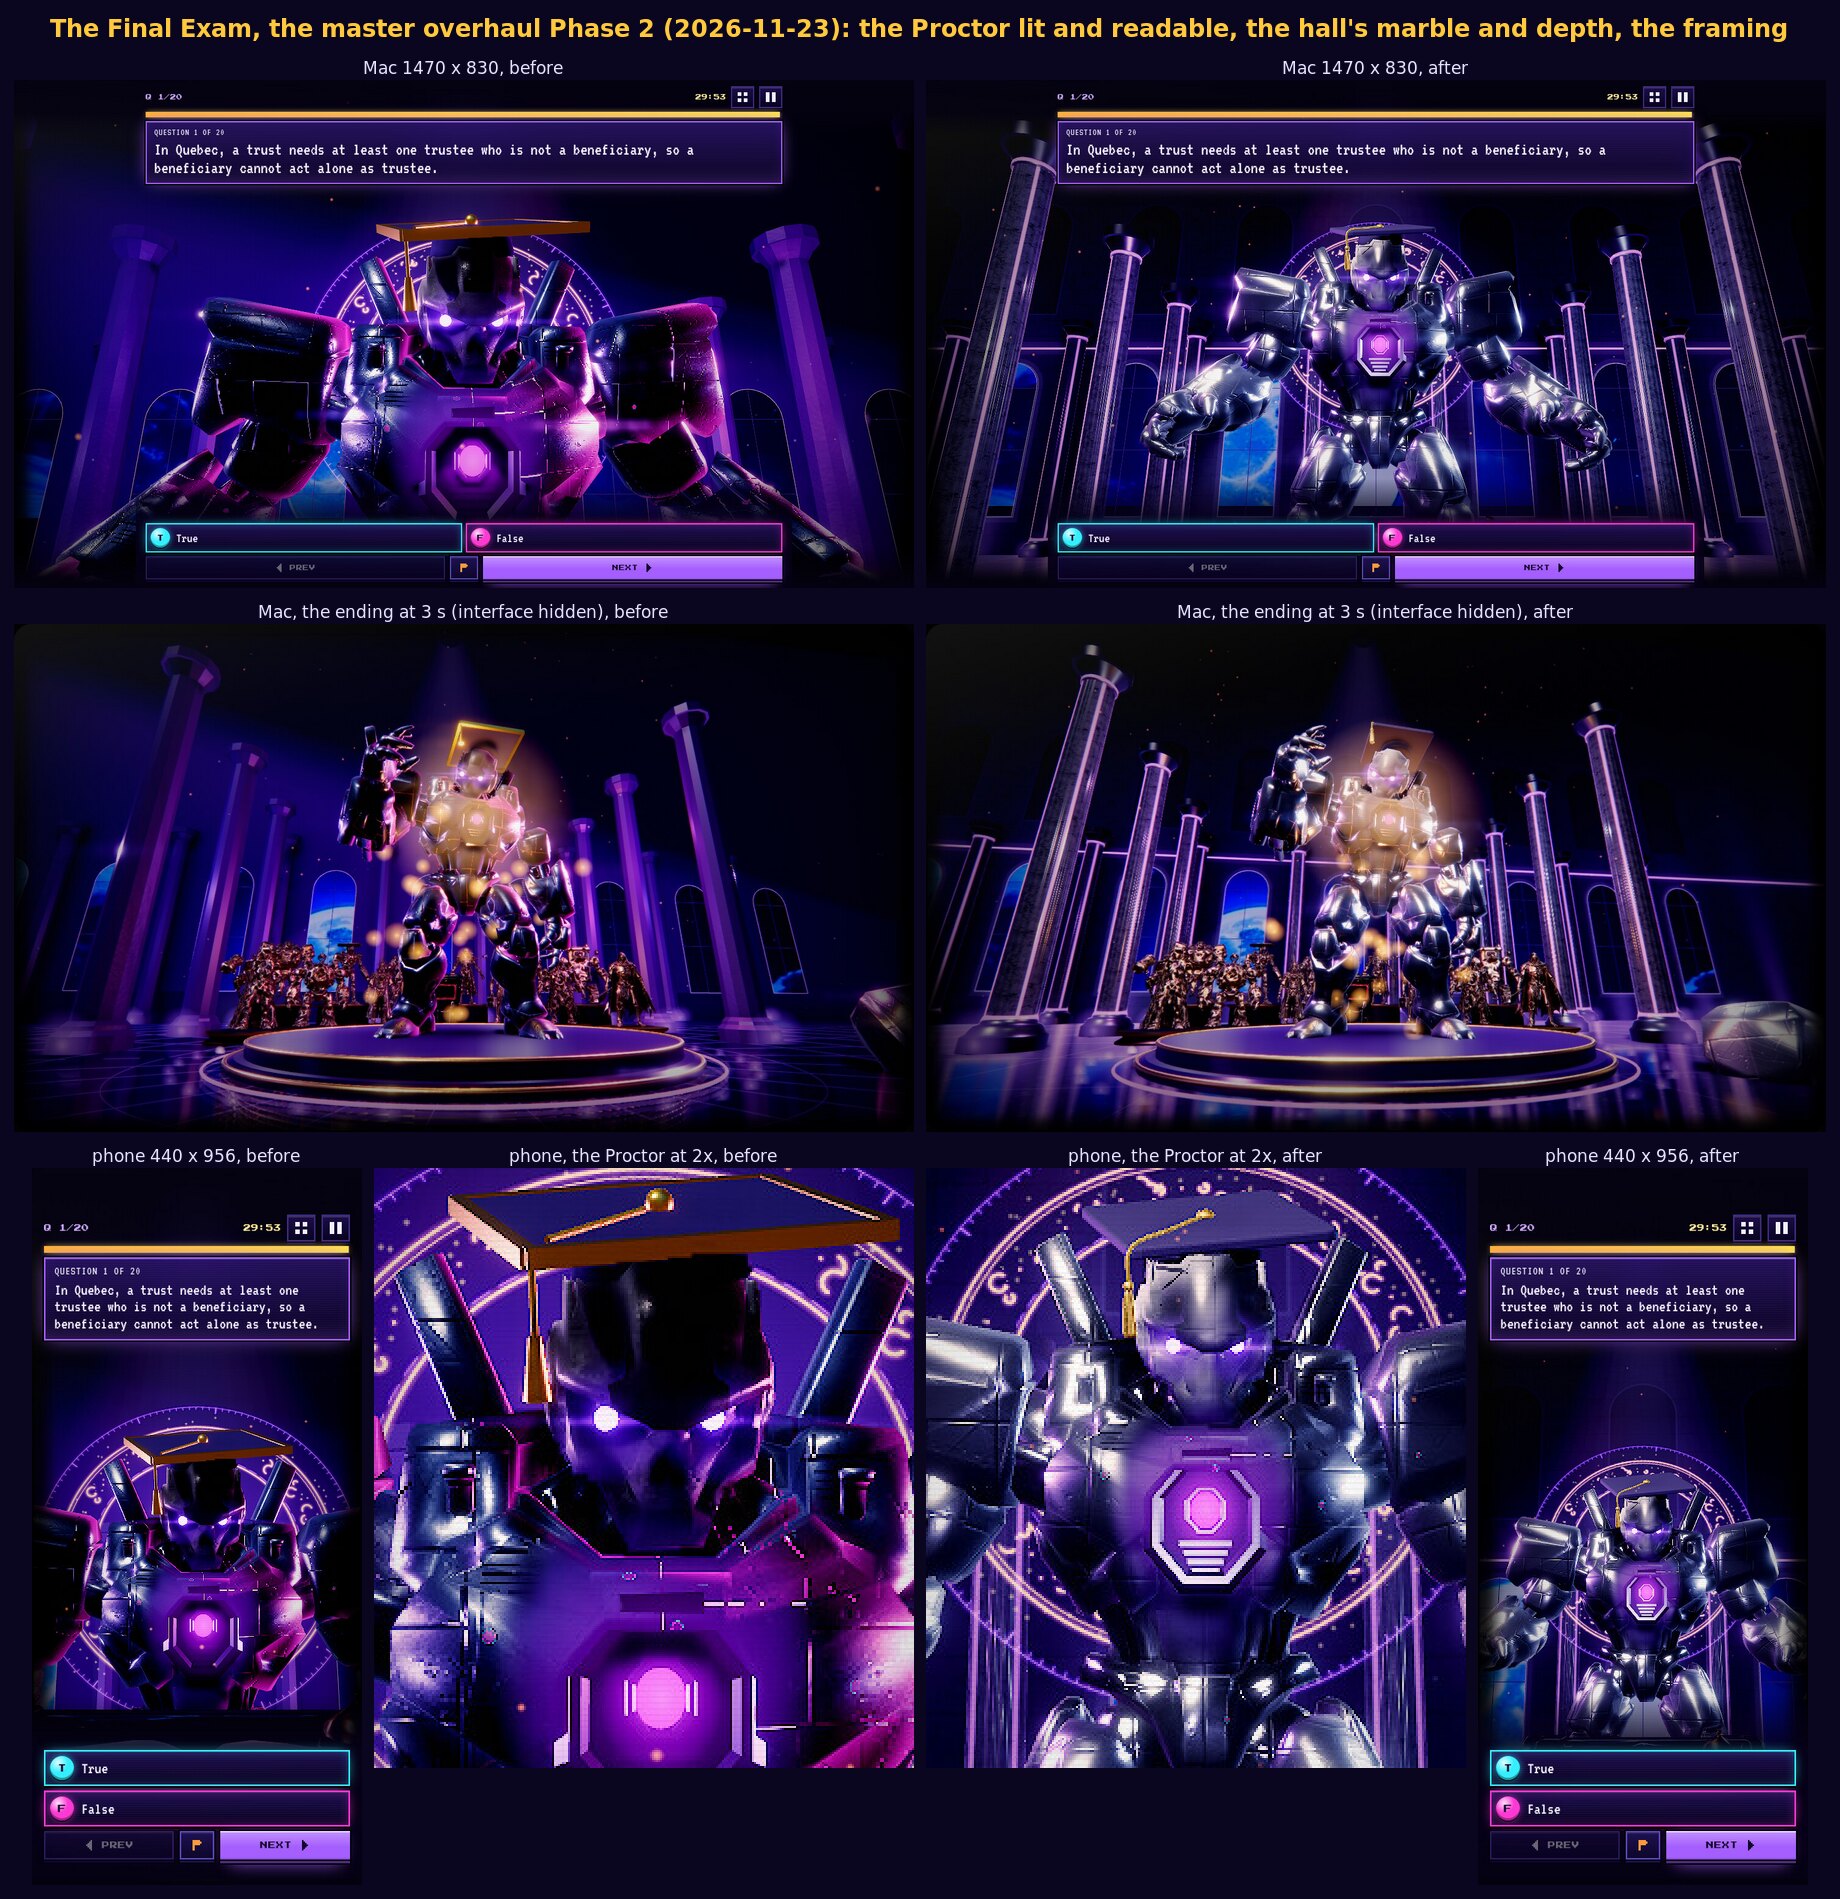 The Final Exam, the master overhaul Phase 2 (2026-11-23): the Proctor lit and readable, the hall's marble and depth, the framing
Mac 1470 x 830, before
Mac 1470 x 830, after
Q 1/20
29:53
QUESTION 1 OF 20
In Quebec, a trust needs at least one trustee who is not a beneficiary, so a
beneficiary cannot act alone as trustee.
T True
F False
PREV
NEXT
Q 1/20
29:53
QUESTION 1 OF 20
In Quebec, a trust needs at least one trustee who is not a beneficiary, so a
beneficiary cannot act alone as trustee.
T True
F False
PREV
NEXT
Mac, the ending at 3 s (interface hidden), before
Mac, the ending at 3 s (interface hidden), after
phone 440 x 956, before
phone, the Proctor at 2x, before
phone, the Proctor at 2x, after
phone 440 x 956, after
Q 1/20
29:53
QUESTION 1 OF 20
In Quebec, a trust needs at least one
trustee who is not a beneficiary, so a
beneficiary cannot act alone as trustee.
T True
F False
PREV
NEXT
Q 1/20
29:53
QUESTION 1 OF 20
In Quebec, a trust needs at least one
trustee who is not a beneficiary, so a
beneficiary cannot act alone as trustee.
T True
F False
PREV
NEXT